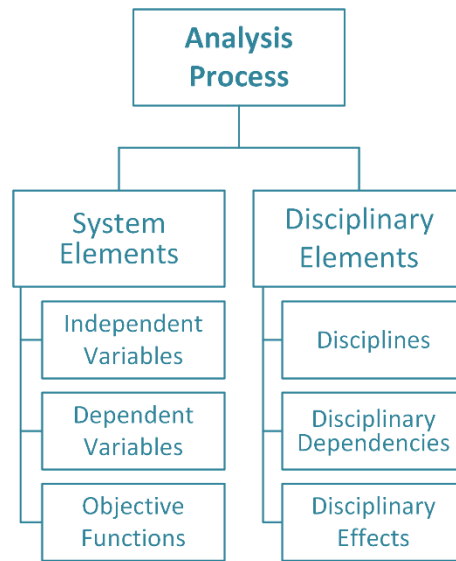 Analysis
Process
System
Elements
Independent
Variables
Dependent
Variables
Objective
Functions
Disciplinary
Elements
Disciplines
Disciplinary
Dependencies
Disciplinary
Effects